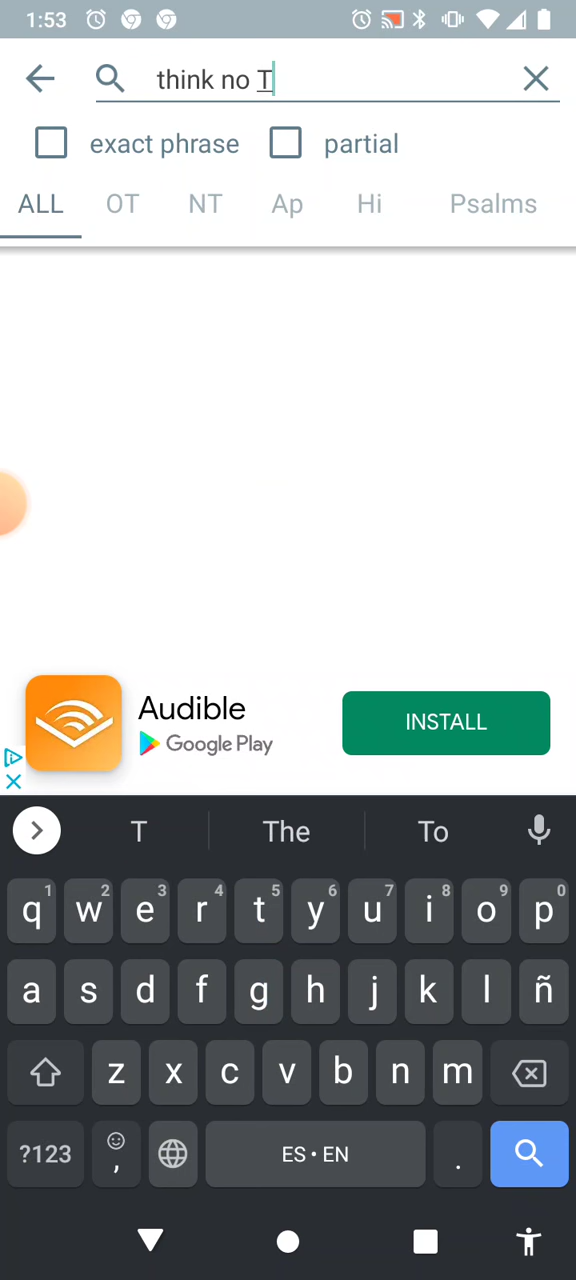 1:53
think no T
exact phrase partial
ALL OT NT Ap Hi Psalms
Audible
Google Play
INSTALL
T The To
1 2 3 4 5 6 7 8 9 0
q w e r t y u i o p
a s d f g h j k l ñ
z x c v b n m
?123 , ES • EN .